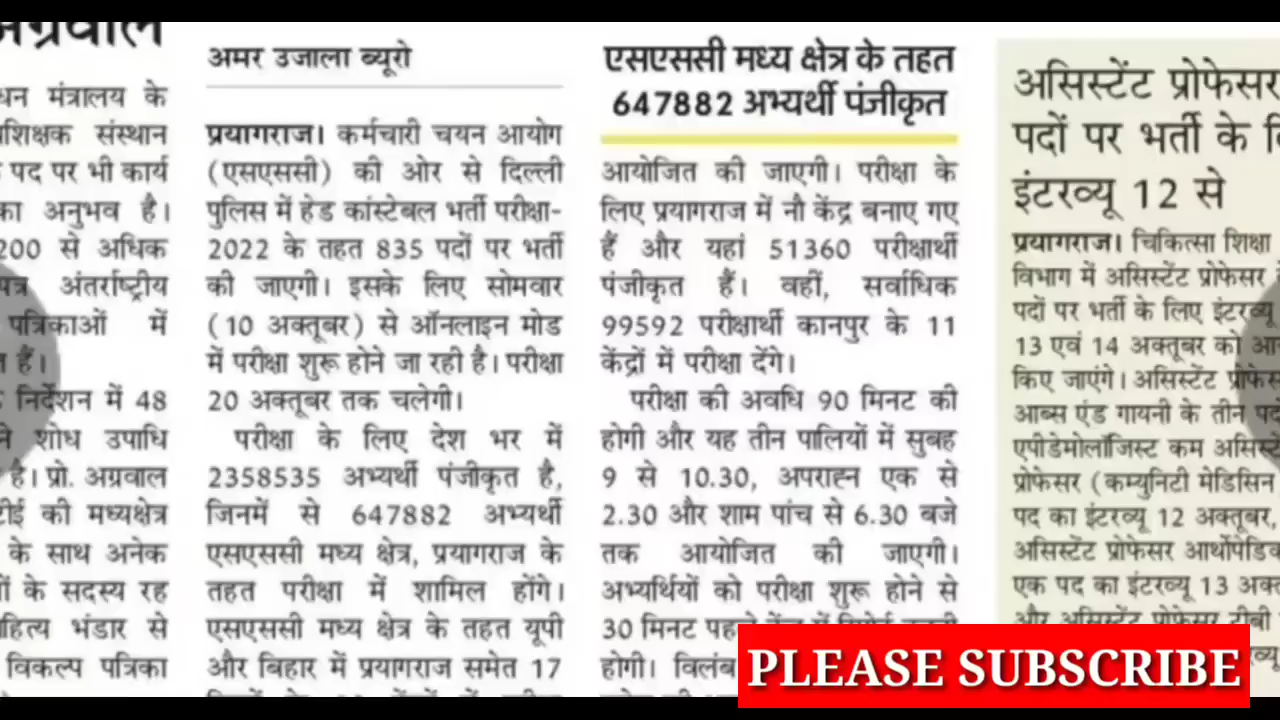 अग्रवाल
धन मंत्रालय के
शिक्षक संस्थान
पद पर भी कार्य
का अनुभव है।
200 से अधिक
पत्र अंतर्राष्ट्रीय
पत्रिकाओं में
हैं।
निर्देशन में 48
ने शोध उपाधि
है। प्रो. अग्रवाल
की मध्यक्षेत्र
के साथ अनेक
के सदस्य रह
भंडार से
विकल्प पत्रिका
अमर उजाला ब्यूरो
प्रयागराज। कर्मचारी चयन आयोग
(एसएससी) की ओर से दिल्ली
पुलिस में हेड कांस्टेबल भर्ती परीक्षा-
2022 के तहत 835 पदों पर भर्ती
की जाएगी। इसके लिए सोमवार
(10 अक्तूबर) से ऑनलाइन मोड
में परीक्षा शुरू होने जा रही है। परीक्षा
20 अक्तूबर तक चलेगी।
परीक्षा के लिए देश भर में
2358535 अभ्यर्थी पंजीकृत है,
जिनमें से 647882 अभ्यर्थी
एसएससी मध्य क्षेत्र, प्रयागराज के
तहत परीक्षा में शामिल होंगे।
एसएससी मध्य क्षेत्र के तहत यूपी
और बिहार में प्रयागराज समेत 17
एसएससी मध्य क्षेत्र के तहत
647882 अभ्यर्थी पंजीकृत
आयोजित की जाएगी। परीक्षा के
लिए प्रयागराज में नौ केंद्र बनाए गए
हैं और यहां 51360 परीक्षार्थी
पंजीकृत हैं। वहीं, सर्वाधिक
99592 परीक्षार्थी कानपुर के 11
केंद्रों में परीक्षा देंगे।
परीक्षा की अवधि 90 मिनट की
होगी और यह तीन पालियों में सुबह
9 से 10.30, अपराह्न एक से
2.30 और शाम पांच से 6.30 बजे
तक आयोजित की जाएगी।
अभ्यर्थियों को परीक्षा शुरू होने से
30 मिनट
होगी।
असिस्टेंट प्रोफेसर
पदों पर भर्ती के
इंटरव्यू 12 से
प्रयागराज। चिकित्सा शिक्षा
विभाग में असिस्टेंट प्रोफेसर
पदों पर भर्ती के लिए इंटरव्यू
13 एवं 14 अक्तूबर को
किए जाएंगे। असिस्टेंट
आब्स एंड गायनी के तीन
एपीडेमोलॉजिस्ट कम
प्रोफेसर (कम्युनिटी मेडिसिन
पद का इंटरव्यू 12 अक्तूबर,
असिस्टेंट प्रोफेसर
एक पद का इंटरव्यू 13
और असिस्टेंट प्रोफेसर टीबी
PLEASE SUBSCRIBE